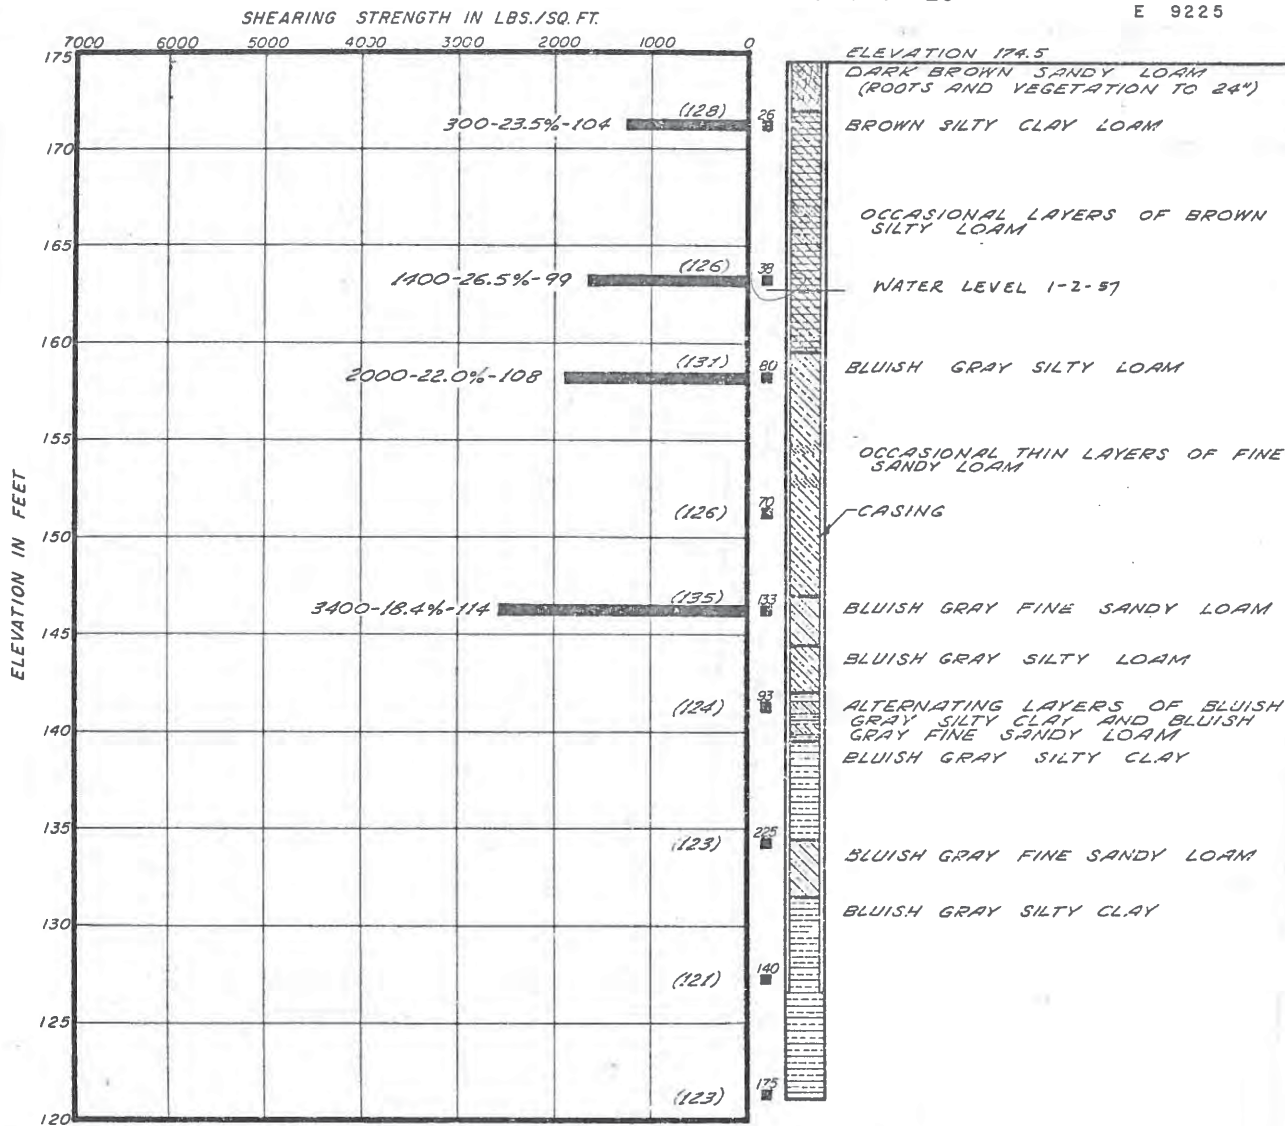 E 9225
SHEARING STRENGTH IN LBS./SQ.FT.
7000 6000 5000 4000 3000 2000 1000 0
ELEVATION 174.5
175
DARK BROWN SANDY LOAM
(ROOTS AND VEGETATION TO 24")
300-23.5%-104 (128) 26
BROWN SILTY CLAY LOAM
170
OCCASIONAL LAYERS OF BROWN
SILTY LOAM
165
1400-26.5%-99 (126) 38
WATER LEVEL 1-2-57
160
2000-22.0%-108 (131) 80
BLUISH GRAY SILTY LOAM
155
OCCASIONAL THIN LAYERS OF FINE
SANDY LOAM
ELEVATION IN FEET
(126) 70
CASING
150
3400-18.4%-114 (135) 133
BLUISH GRAY FINE SANDY LOAM
145
BLUISH GRAY SILTY LOAM
(124) 93
ALTERNATING LAYERS OF BLUISH
GRAY SILTY CLAY AND BLUISH
GRAY FINE SANDY LOAM
140
BLUISH GRAY SILTY CLAY
135
(123) 225
BLUISH GRAY FINE SANDY LOAM
130
BLUISH GRAY SILTY CLAY
(121) 140
125
(123) 175
120